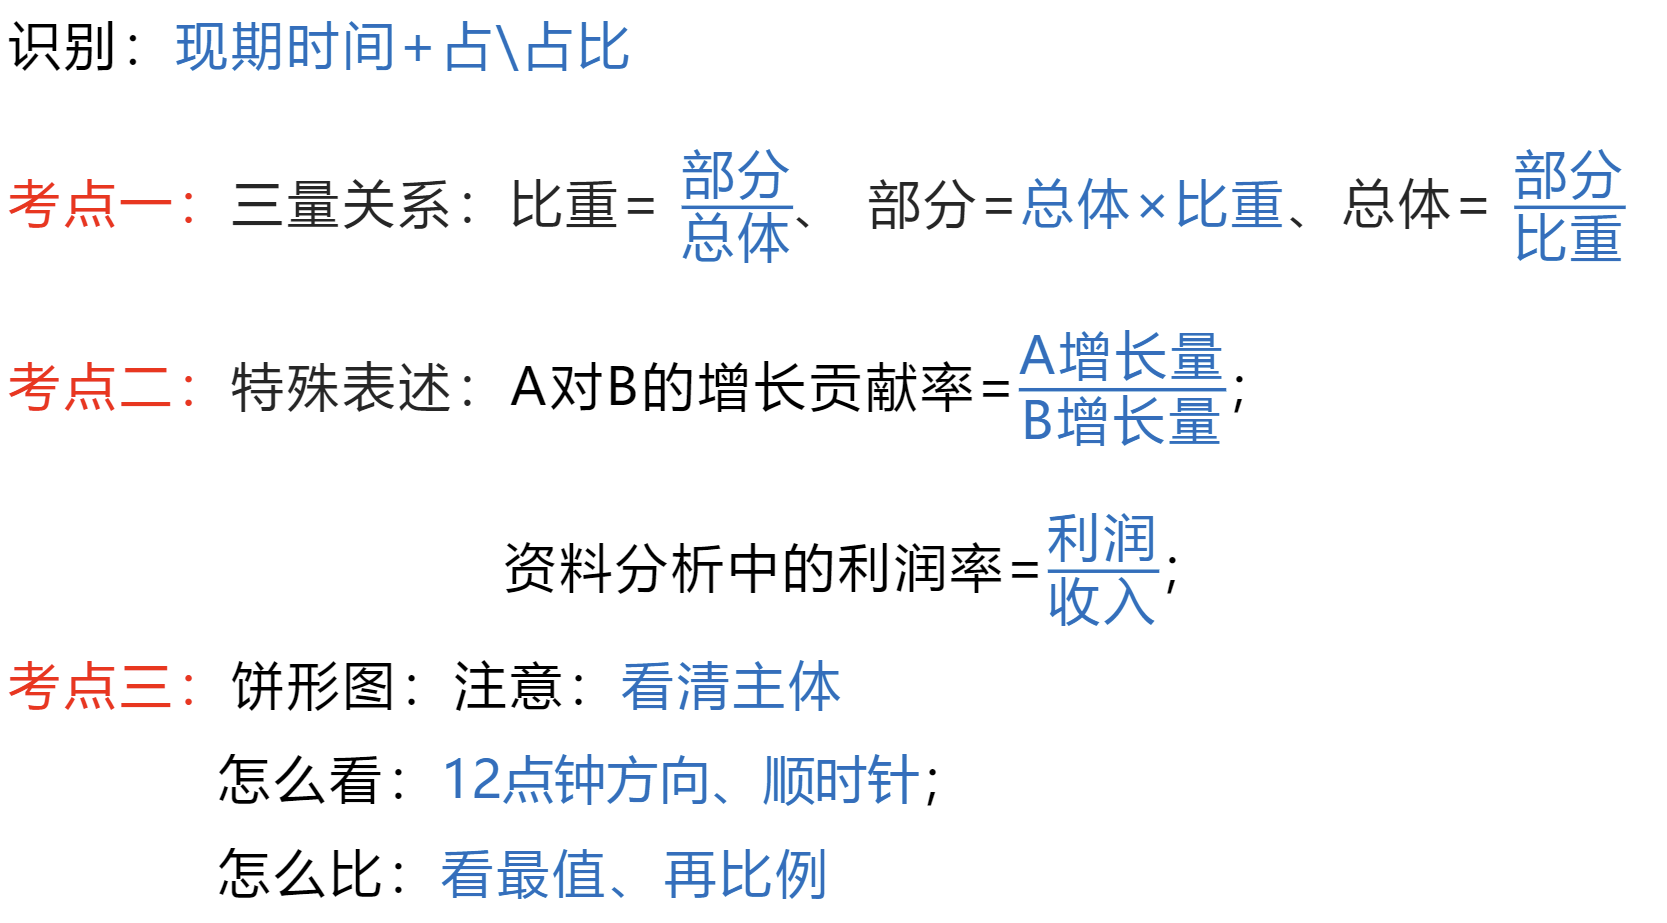 识别：现期时间+占\占比
考点一：三量关系：比重=部分/总体、 部分=总体×比重、总体=部分/比重
考点二：特殊表述：A对B的增长贡献率=A增长量/B增长量;
资料分析中的利润率=利润/收入;
考点三：饼形图：注意：看清主体
怎么看：12点钟方向、顺时针;
怎么比：看最值、再比例